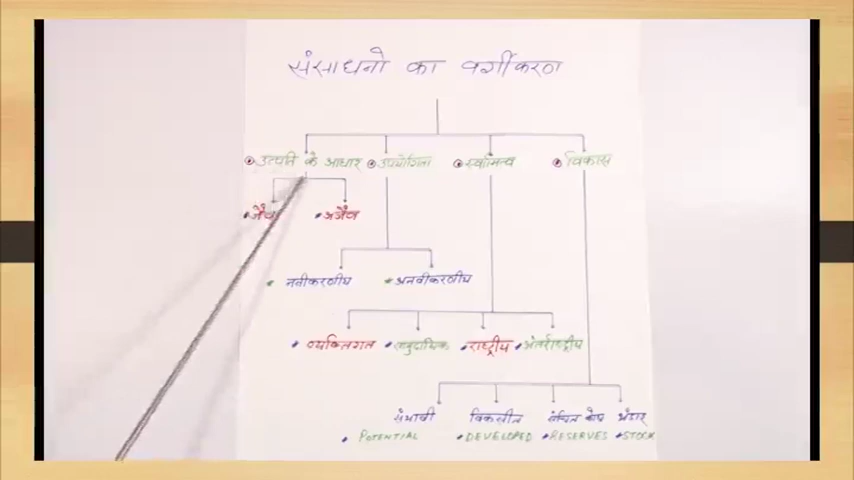 संसाधनो का वर्गीकरण
उत्पत्ति के आधार उपयोगिता स्वामित्व विकास
जैव अजैव
नवीकरणीय अनवीकरणीय
व्यक्तिगत सामुदायिक राष्ट्रीय अंतर्राष्ट्रीय
संभावी विकसित संचित कोष भंडार
POTENTIAL DEVELOPED RESERVES STOCK